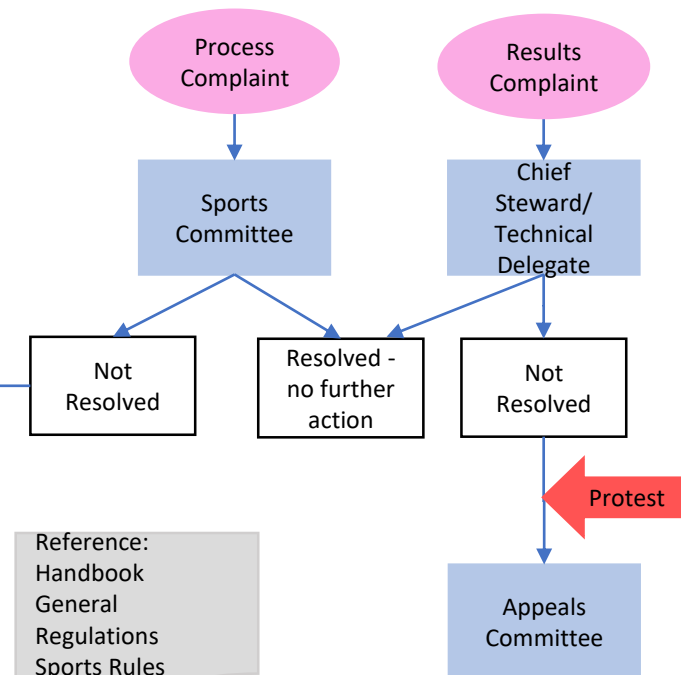 Process
Complaint
Results
Complaint
Sports
Committee
Chief
Steward/
Technical
Delegate
Not
Resolved
Resolved -
no further
action
Not
Resolved
Protest
Reference:
Handbook
General
Regulations
Sports Rules
Appeals
Committee